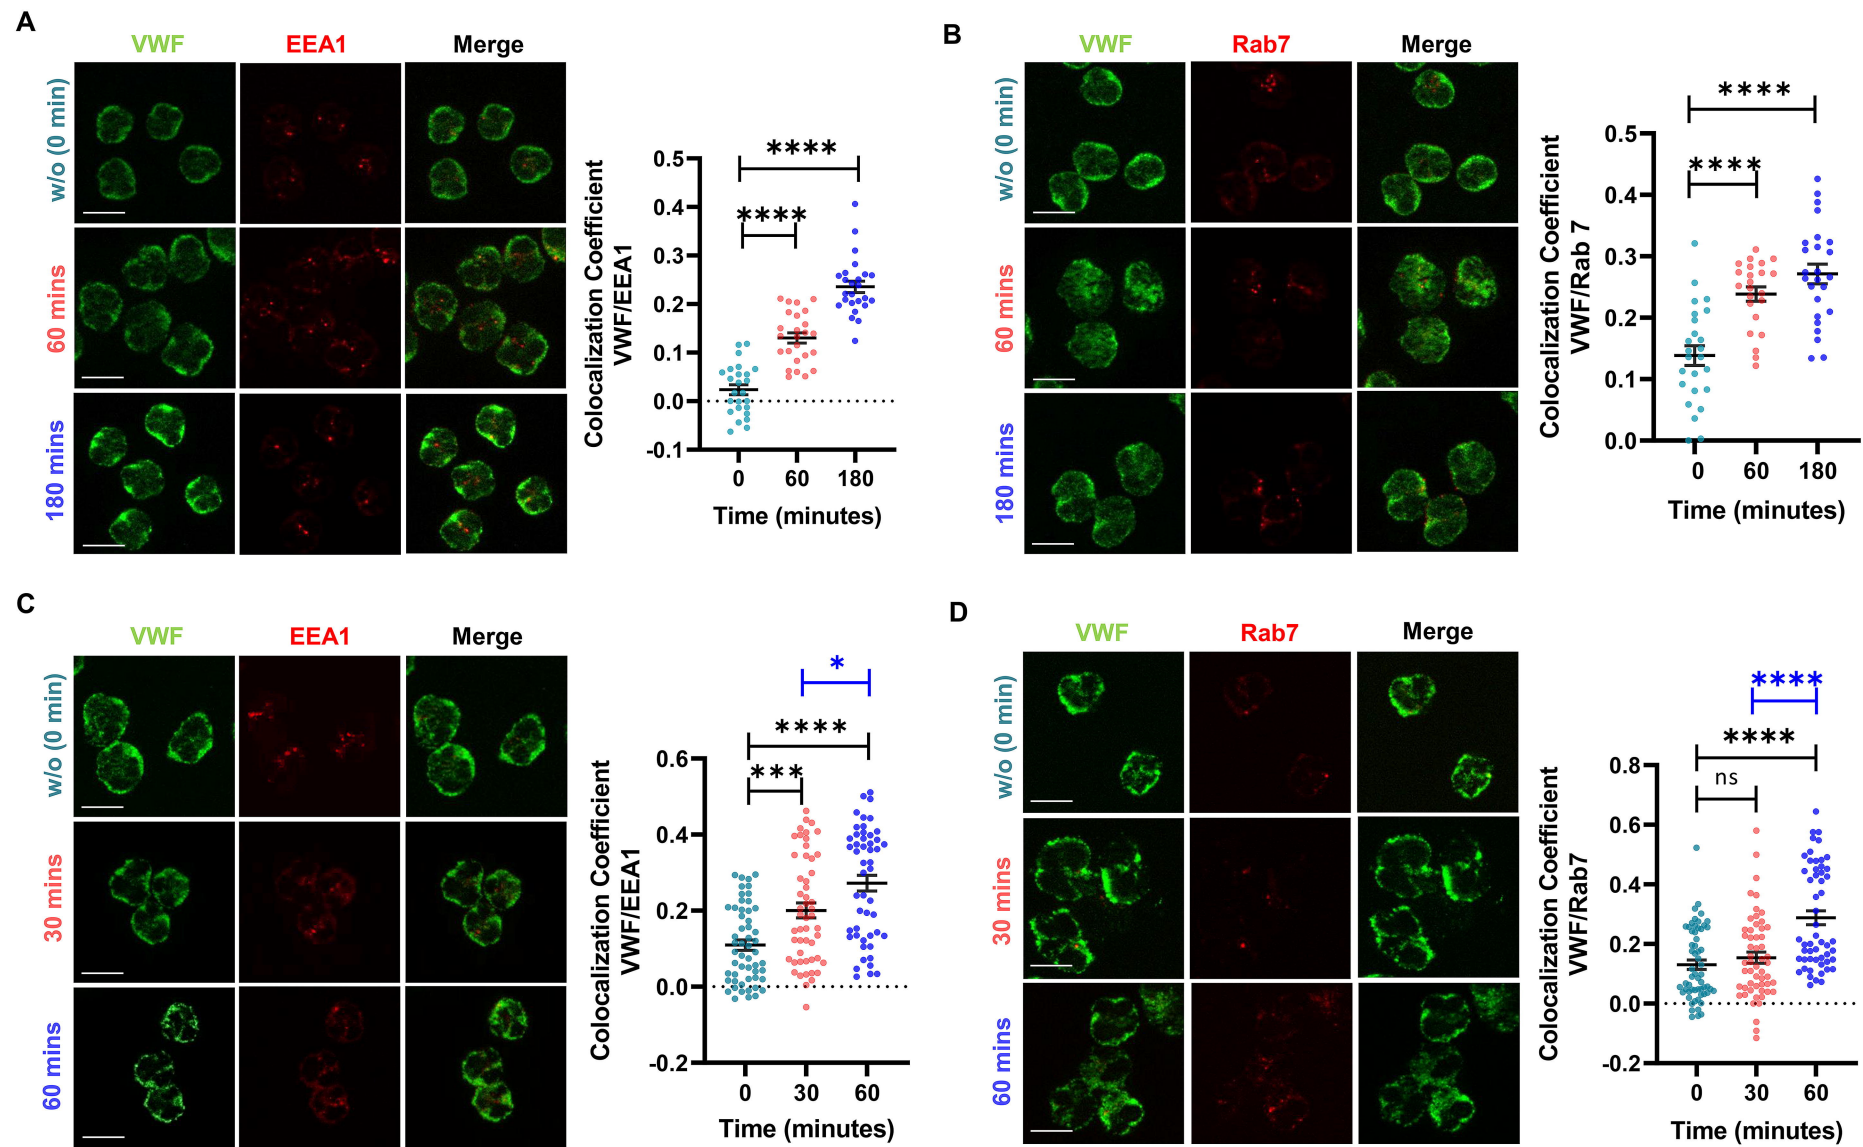 A
VWF EEA1 Merge
w/o (0 min)
60 mins
180 mins
Colocalization Coefficient
VWF/EEA1
****
****
0.5
0.4
0.3
0.2
0.1
0.0
-0.1
0 60 180
Time (minutes)
B
VWF Rab7 Merge
w/o (0 min)
60 mins
180 mins
Colocalization Coefficient
VWF/Rab 7
****
****
0.5
0.4
0.3
0.2
0.1
0.0
0 60 180
Time (minutes)
C
VWF EEA1 Merge
w/o (0 min)
30 mins
60 mins
Colocalization Coefficient
VWF/EEA1
*
****
***
0.6
0.4
0.2
0.0
-0.2
0 30 60
Time (minutes)
D
VWF Rab7 Merge
w/o (0 min)
30 mins
60 mins
Colocalization Coefficient
VWF/Rab7
****
****
ns
0.8
0.6
0.4
0.2
0.0
-0.2
0 30 60
Time (minutes)